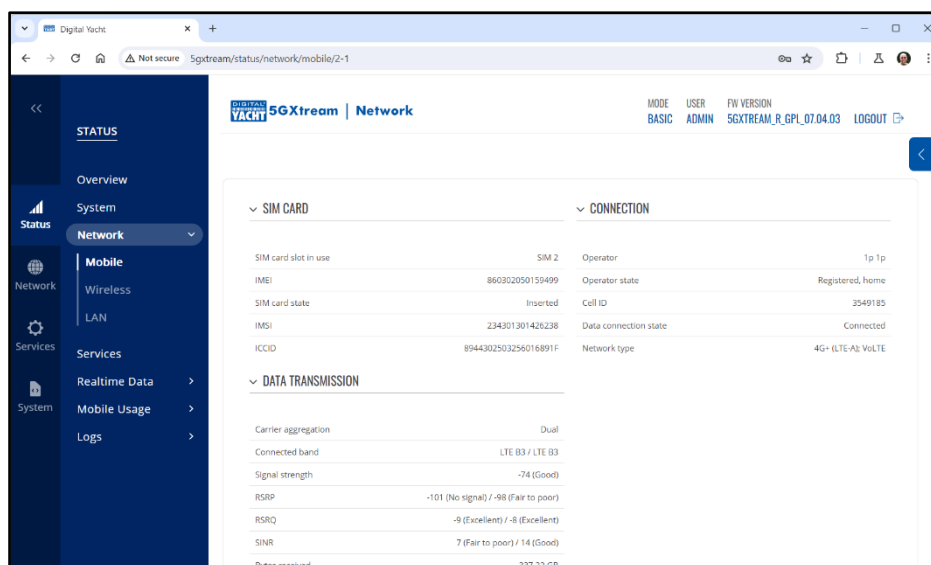 Digital Yacht
Not secure 5gxtream/status/network/mobile/2-1
DIGITAL YACHT 5GXtream | Network
MODE USER FW VERSION
BASIC ADMIN 5GXTREAM_R_GPL_07.04.03 LOGOUT
Status
Network
Services
System
STATUS
Overview
System
Network
Mobile
Wireless
LAN
Services
Realtime Data
Mobile Usage
Logs
SIM CARD
SIM card slot in use SIM 2
IMEI 860302050159499
SIM card state Inserted
IMSI 234301301426238
ICCID 8944302503256016891F
CONNECTION
Operator 1p 1p
Operator state Registered, home
Cell ID 3549185
Data connection state Connected
Network type 4G+ (LTE-A); VoLTE
DATA TRANSMISSION
Carrier aggregation Dual
Connected band LTE B3 / LTE B3
Signal strength -74 (Good)
RSRP -101 (No signal) / -98 (Fair to poor)
RSRQ -9 (Excellent) / -8 (Excellent)
SINR 7 (Fair to poor) / 14 (Good)